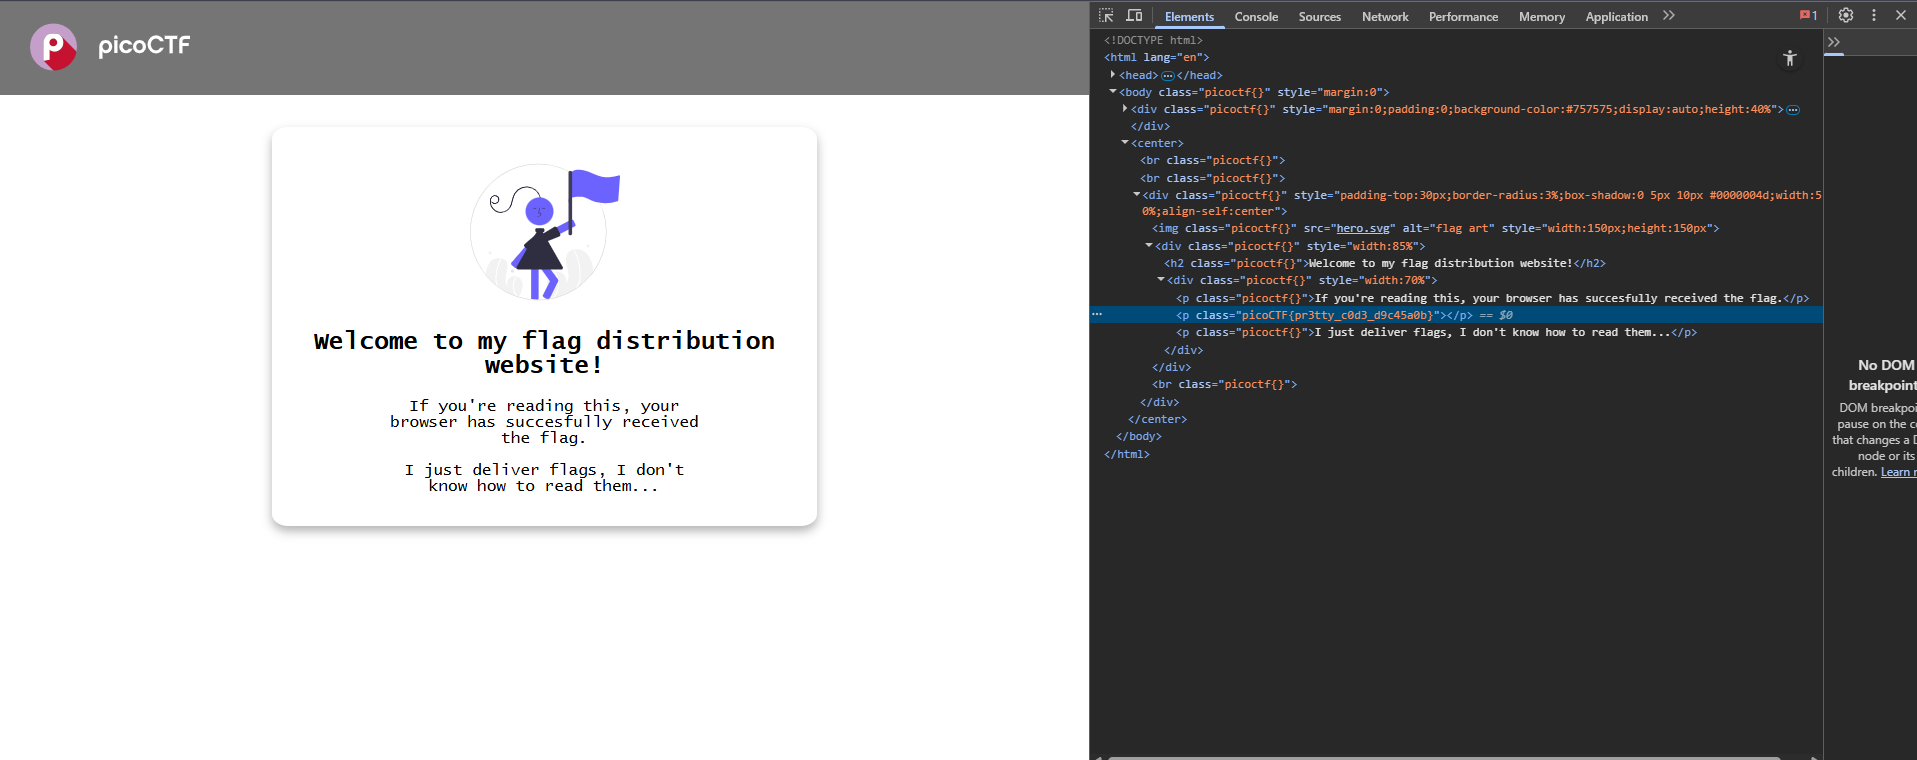 picoCTF
Welcome to my flag distribution
website!
If you're reading this, your
browser has succesfully received
the flag.
I just deliver flags, I don't
know how to read them...
Elements Console Sources Network Performance Memory Application 1
<!DOCTYPE html>
<html lang="en">
<head> </head>
<body class="picoctf{}" style="margin:0">
<div class="picoctf{}" style="margin:0;padding:0;background-color:#757575;display:auto;height:40%">
</div>
<center>
<br class="picoctf{}">
<br class="picoctf{}">
<div class="picoctf{}" style="padding-top:30px;border-radius:3%;box-shadow:0 5px 10px #0000004d;width:5
0%;align-self:center">
<img class="picoctf{}" src="hero.svg" alt="flag art" style="width:150px;height:150px">
<div class="picoctf{}" style="width:85%">
<h2 class="picoctf{}">Welcome to my flag distribution website!</h2>
<div class="picoctf{}" style="width:70%">
<p class="picoctf{}">If you're reading this, your browser has succesfully received the flag.</p>
<p class="picoCTF{pr3tty_c0d3_d9c45a0b}"></p> == $0
<p class="picoctf{}">I just deliver flags, I don't know how to read them...</p>
</div>
</div>
<br class="picoctf{}">
</div>
</center>
</body>
</html>
No DOM
breakpoint
DOM breakpoi
pause on the c
that changes a D
node or its
children. Learn